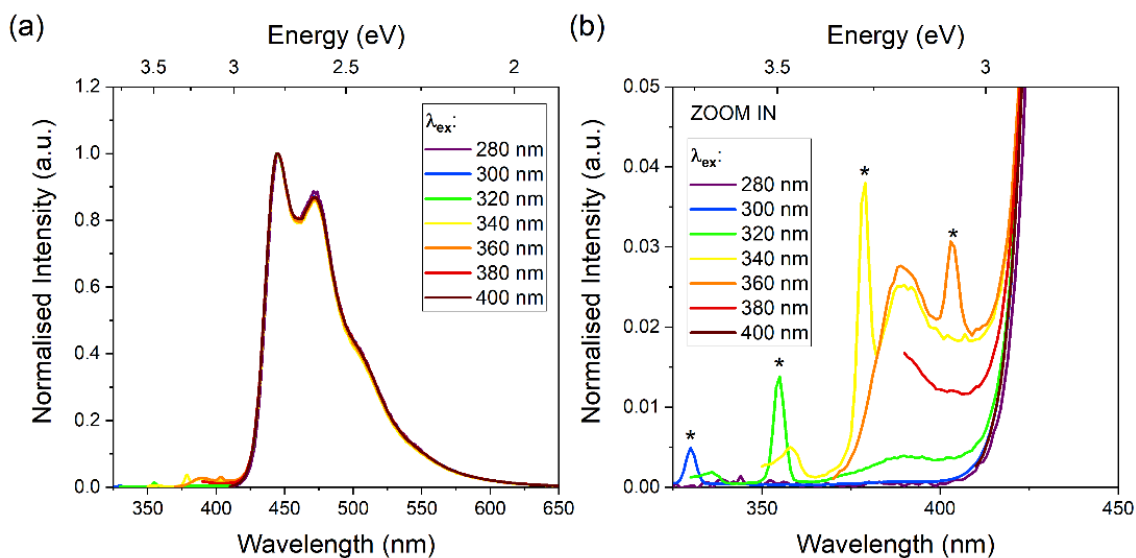 (a)
Energy (eV)
3.5 3 2.5 2
1.2
1.0
0.8
0.6
0.4
0.2
0.0
Normalised Intensity (a.u.)
λex:
280 nm
300 nm
320 nm
340 nm
360 nm
380 nm
400 nm
350 400 450 500 550 600 650
Wavelength (nm)
(b)
Energy (eV)
3.5 3
0.05
0.04
0.03
0.02
0.01
0.00
Normalised Intensity (a.u.)
ZOOM IN
λex:
280 nm
300 nm
320 nm
340 nm
360 nm
380 nm
400 nm
*
*
*
*
350 400 450
Wavelength (nm)